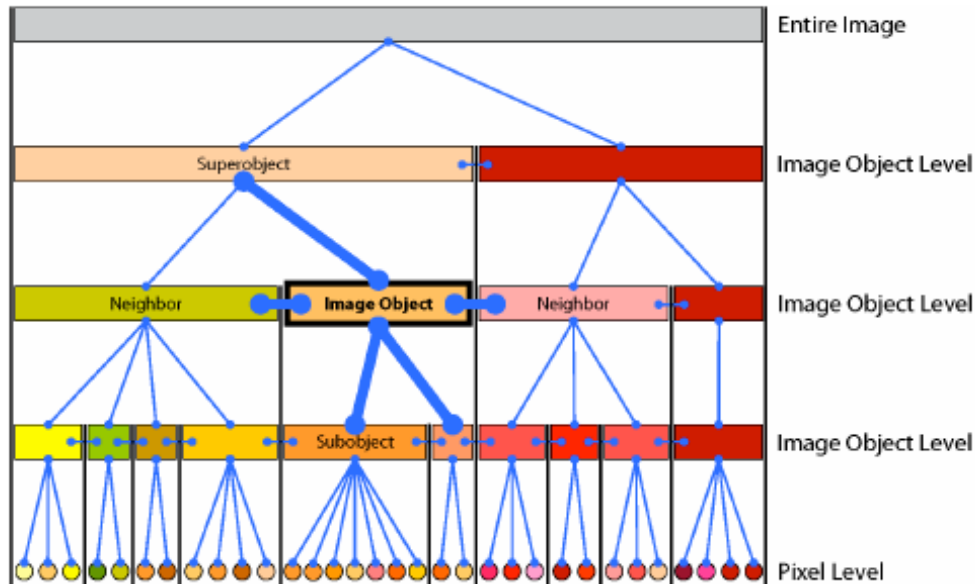 Entire Image
Superobject
Image Object Level
Neighbor
Image Object
Neighbor
Image Object Level
Subobject
Image Object Level
Pixel Level